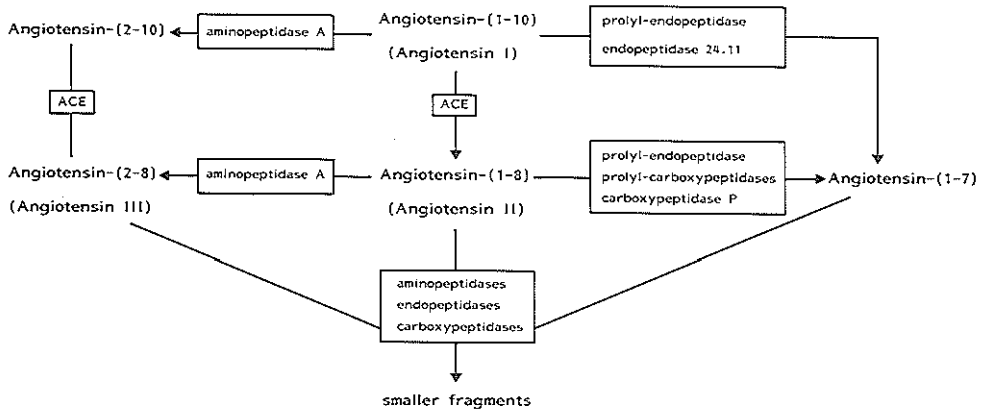 Angiotensin-(2-10)
aminopeptidase A
Angiotensin-(1-10)
(Angiotensin I)
prolyl-endopeptidase
endopeptidase 24.11
ACE
ACE
Angiotensin-(2-8)
(Angiotensin III)
aminopeptidase A
Angiotensin-(1-8)
(Angiotensin II)
prolyl-endopeptidase
prolyl-carboxypeptidases
carboxypeptidase P
Angiotensin-(1-7)
aminopeptidases
endopeptidases
carboxypeptidases
smaller fragments